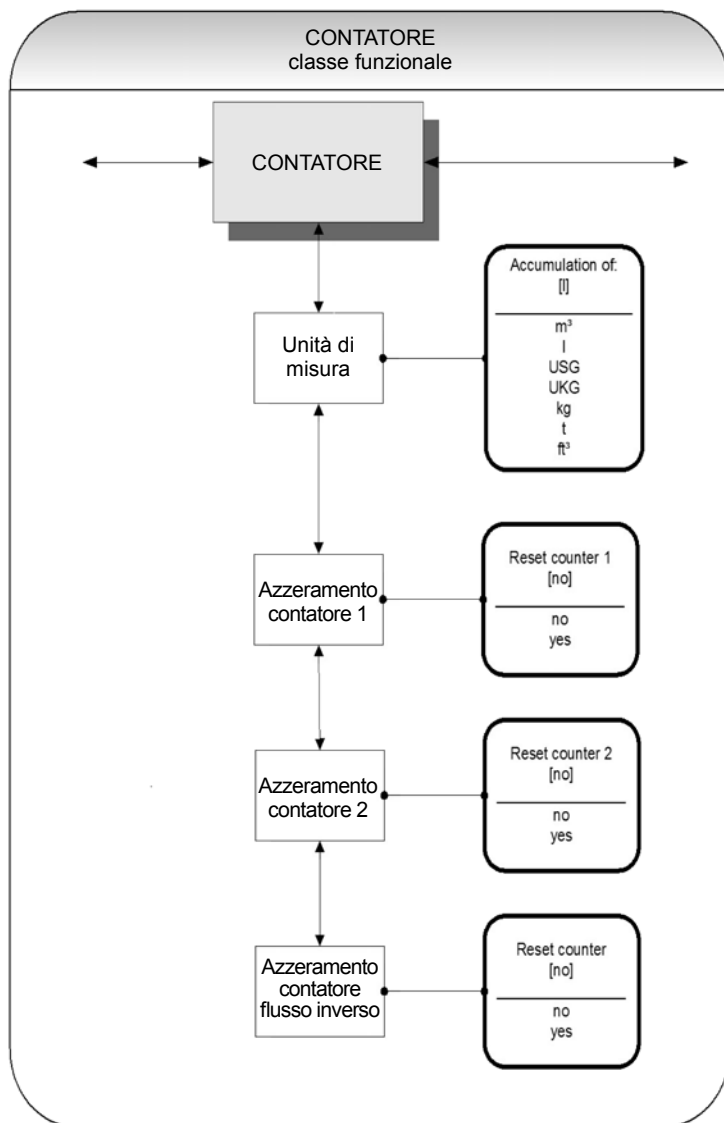 CONTATORE
classe funzionale
CONTATORE
Accumulation of:
[l]
m³
l
USG
UKG
kg
t
ft³
Unità di
misura
Azzeramento
contatore 1
Reset counter 1
[no]
no
yes
Azzeramento
contatore 2
Reset counter 2
[no]
no
yes
Azzeramento
contatore
flusso inverso
Reset counter
[no]
no
yes